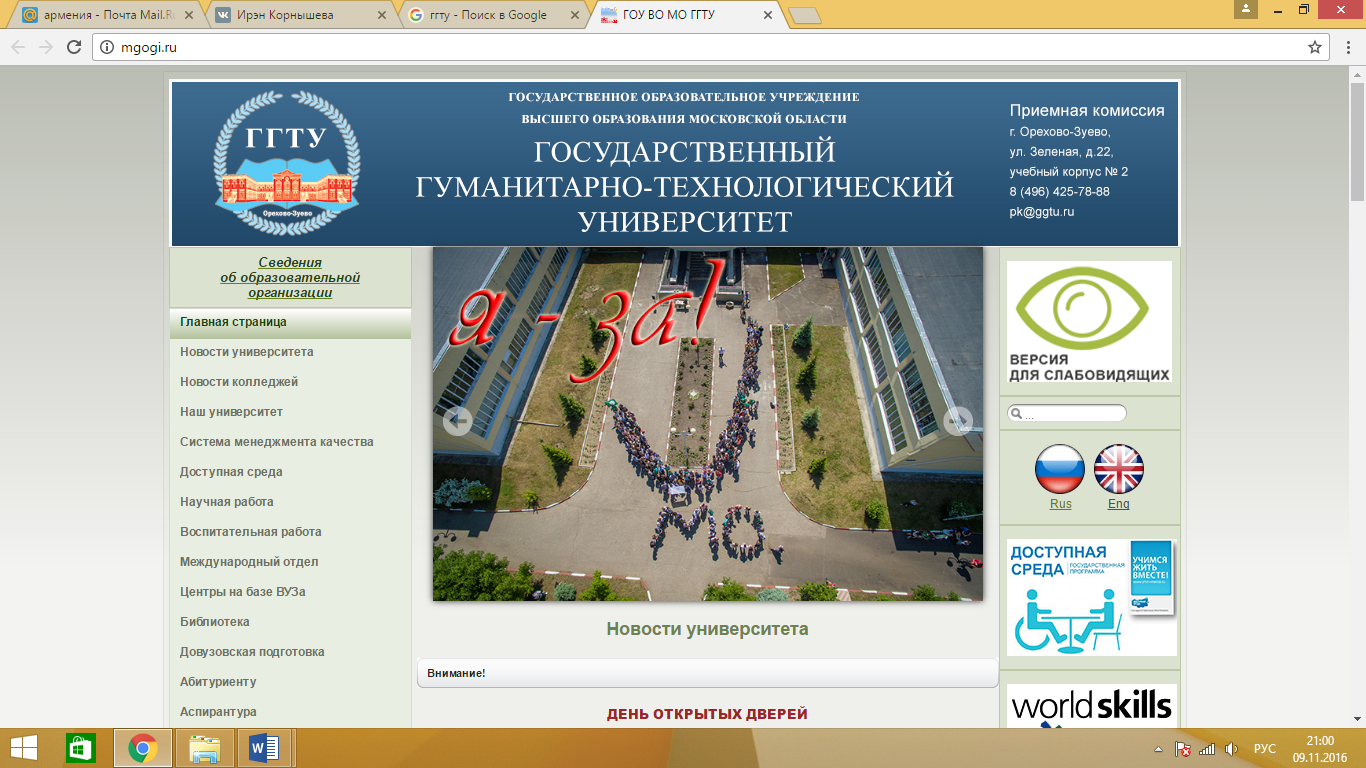 армения - Почта Mail.R
Ирэн Корнышева
ггту - Поиск в Google
ГОУ ВО МО ГГТУ
mgogi.ru
ГГТУ
Орехово-Зуево
ГОСУДАРСТВЕННОЕ ОБРАЗОВАТЕЛЬНОЕ УЧРЕЖДЕНИЕ
ВЫСШЕГО ОБРАЗОВАНИЯ МОСКОВСКОЙ ОБЛАСТИ
ГОСУДАРСТВЕННЫЙ
ГУМАНИТАРНО-ТЕХНОЛОГИЧЕСКИЙ
УНИВЕРСИТЕТ
Приемная комиссия
г. Орехово-Зуево,
ул. Зеленая, д.22,
учебный корпус № 2
8 (496) 425-78-88
pk@ggtu.ru
Сведения
об образовательной
организации
Главная страница
Новости университета
Новости колледжей
Наш университет
Система менеджмента качества
Доступная среда
Научная работа
Воспитательная работа
Международный отдел
Центры на базе ВУЗа
Библиотека
Довузовская подготовка
Абитуриенту
Аспирантура
я - за!
МО
Новости университета
Внимание!
ДЕНЬ ОТКРЫТЫХ ДВЕРЕЙ
ВЕРСИЯ
ДЛЯ СЛАБОВИДЯЩИХ
...
Rus
Eng
ДОСТУПНАЯ
СРЕДА
ГОСУДАРСТВЕННАЯ
ПРОГРАММА
УЧИМСЯ
ЖИТЬ
ВМЕСТЕ!
worldskills
РУС
21:00
09.11.2016